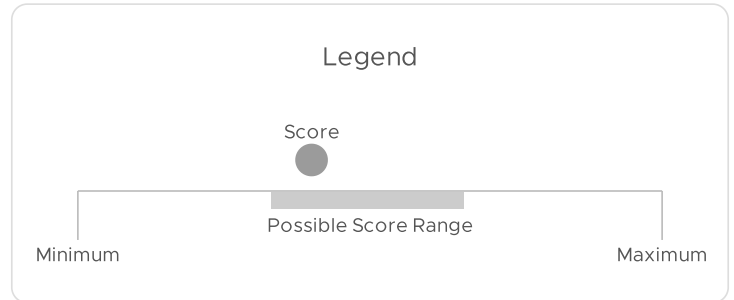 Legend
Score
Possible Score Range
Minimum
Maximum